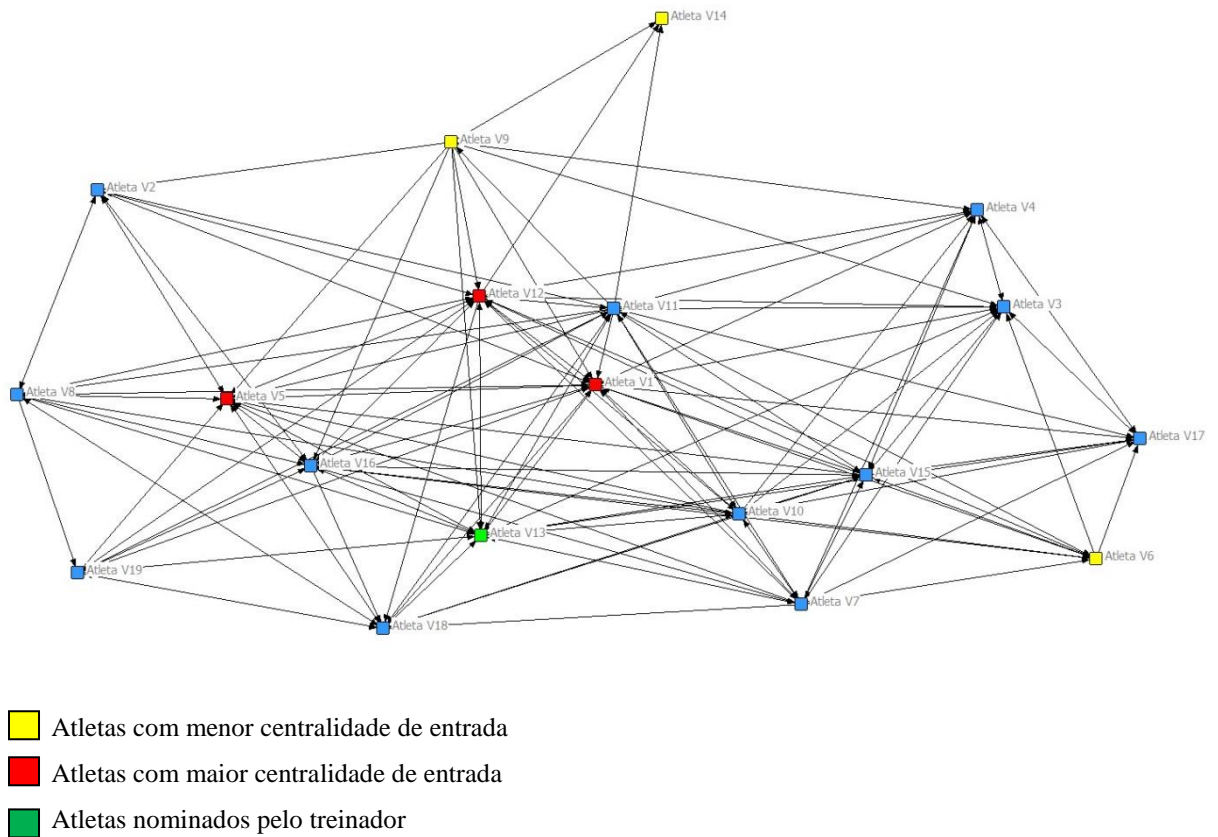 Atleta V14
Atleta V9
Atleta V2
Atleta V4
Atleta V12
Atleta V11
Atleta V3
Atleta V1
Atleta V8
Atleta V5
Atleta V17
Atleta V16
Atleta V15
Atleta V10
Atleta V13
Atleta V6
Atleta V19
Atleta V7
Atleta V18
Atletas com menor centralidade de entrada
Atletas com maior centralidade de entrada
Atletas nominados pelo treinador